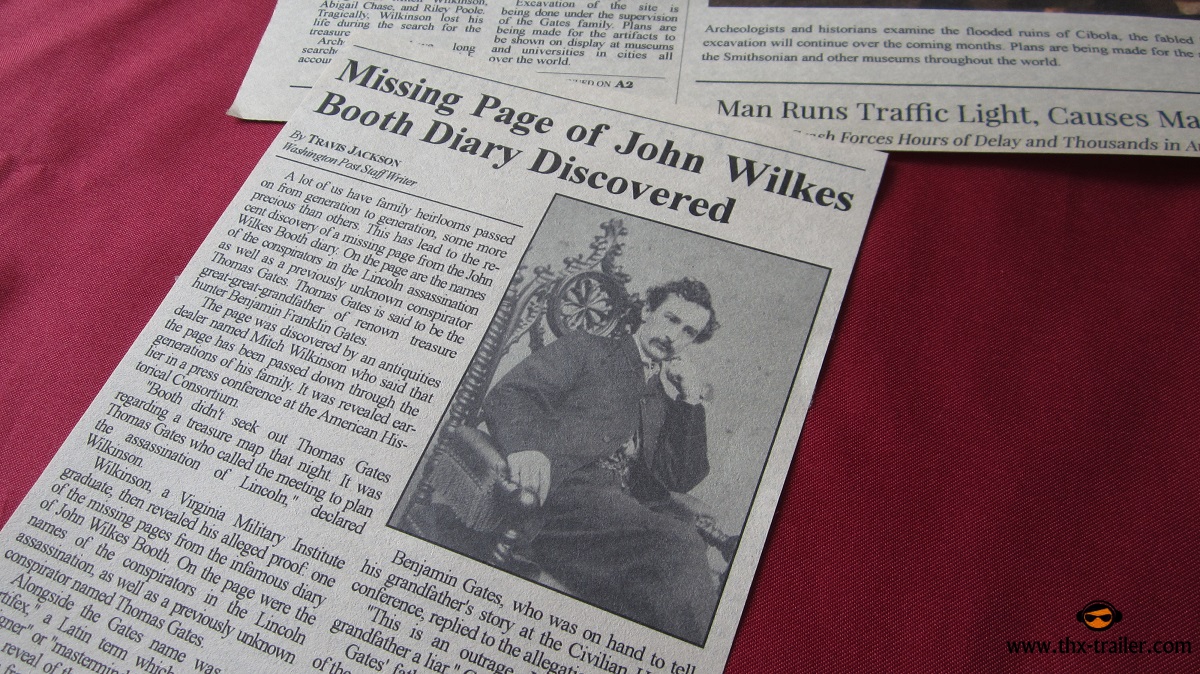 Wilkinson,
Abigail Chase, and Riley Poole.
Tragically, Wilkinson lost his
life during the search for the
treasure
long
Excavation of the site is
being done under the supervision
of the Gates family. Plans are
being made for the artifacts to
be shown on display at museums
and universities in cities all
over the world.
ON A2
Archeologists and historians examine the flooded ruins of Cibola, the fabled
excavation will continue over the coming months. Plans are being made for the
the Smithsonian and other museums throughout the world.
Man Runs Traffic Light, Causes Ma
Forces Hours of Delay and Thousands in
Missing Page of John Wilkes
Booth Diary Discovered
By TRAVIS JACKSON
Washington Post Staff Writer
A lot of us have family heirlooms passed
on from generation to generation, some more
precious than others. This has lead to the re-
cent discovery of a missing page from the John
Wilkes Booth diary. On the page are the names
of the conspirators in the Lincoln assassination
as well as a previously unknown conspirator
Thomas Gates. Thomas Gates is said to be the
great-great-grandfather of renown treasure
hunter Benjamin Franklin Gates.
The page was discovered by an antiquities
dealer named Mitch Wilkinson who said that
the page has been passed down through the
generations of his family. It was revealed ear-
lier in a press conference at the American His-
torical Consortium.
"Booth didn't seek out Thomas Gates
regarding a treasure map that night. It was
Thomas Gates who called the meeting to plan
the assassination of Lincoln," declared
Wilkinson.
Wilkinson, a Virginia Military Institute
graduate, then revealed his alleged proof: one
of the missing pages from the infamous diary
of John Wilkes Booth. On the page were the
names of the conspirators in the Lincoln
assassination, as well as a previously unknown
conspirator named Thomas Gates.
Alongside the Gates name was
a Latin term which
or "mastermind
reveal of the
Benjamin Gates, who was on hand to tell
his grandfather's story at the Civilian
conference, replied to the allegation
"This is an outrage
grandfather a liar"
Gates'
of the
www.thx-trailer.com